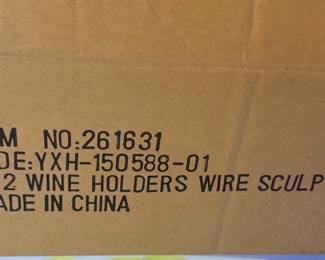 M NO:261631
DE:YXH-150588-01
2 WINE HOLDERS WIRE SCULP
ADE IN CHINA